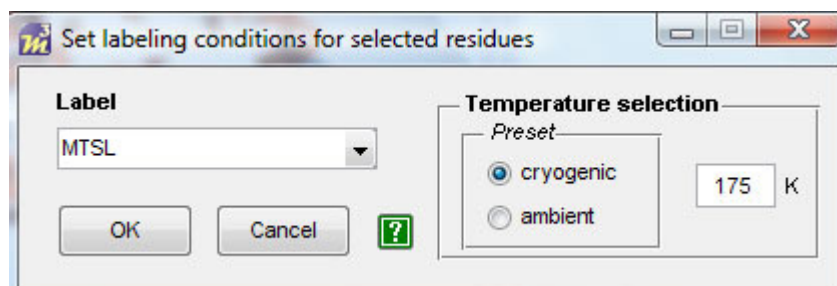 Set labeling conditions for selected residues
Label
MTSL
OK
Cancel
?
Temperature selection
Preset
cryogenic
ambient
175 K